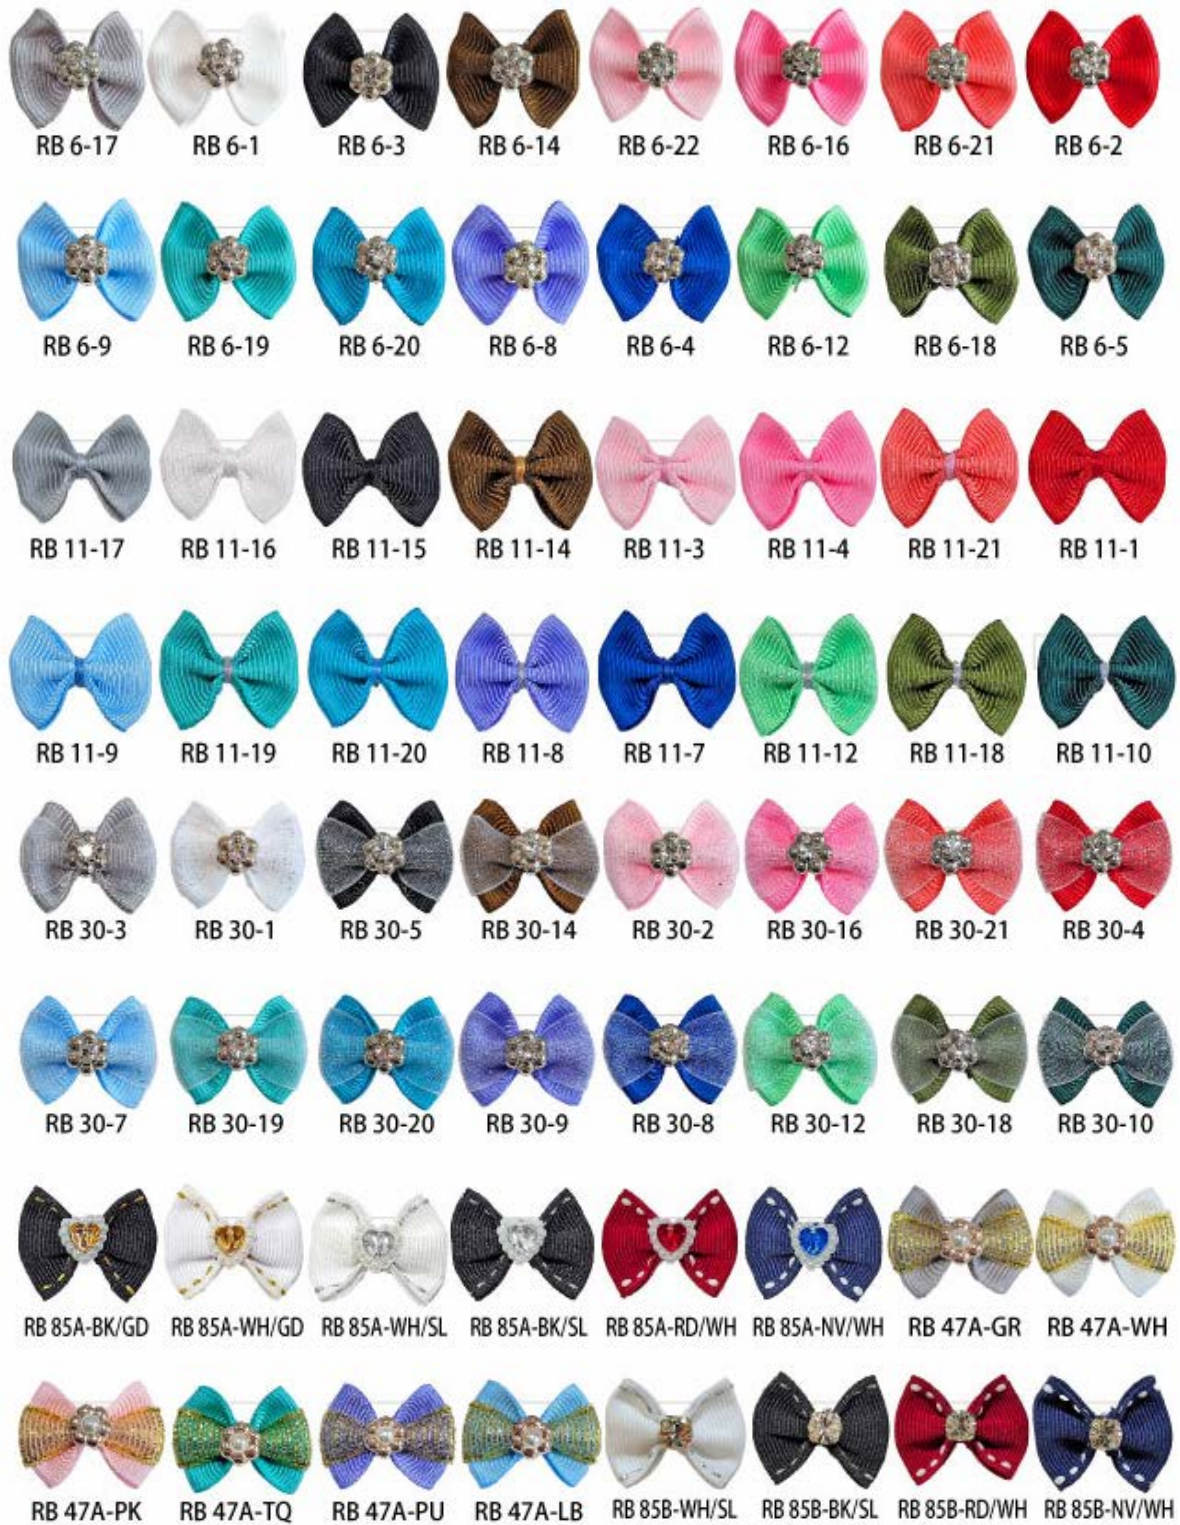 RB 6-17 RB 6-1 RB 6-3 RB 6-14 RB 6-22 RB 6-16 RB 6-21 RB 6-2
RB 6-9 RB 6-19 RB 6-20 RB 6-8 RB 6-4 RB 6-12 RB 6-18 RB 6-5
RB 11-17 RB 11-16 RB 11-15 RB 11-14 RB 11-3 RB 11-4 RB 11-21 RB 11-1
RB 11-9 RB 11-19 RB 11-20 RB 11-8 RB 11-7 RB 11-12 RB 11-18 RB 11-10
RB 30-3 RB 30-1 RB 30-5 RB 30-14 RB 30-2 RB 30-16 RB 30-21 RB 30-4
RB 30-7 RB 30-19 RB 30-20 RB 30-9 RB 30-8 RB 30-12 RB 30-18 RB 30-10
RB 85A-BK/GD RB 85A-WH/GD RB 85A-WH/SL RB 85A-BK/SL RB 85A-RD/WH RB 85A-NV/WH RB 47A-GR RB 47A-WH
RB 47A-PK RB 47A-TQ RB 47A-PU RB 47A-LB RB 85B-WH/SL RB 85B-BK/SL RB 85B-RD/WH RB 85B-NV/WH